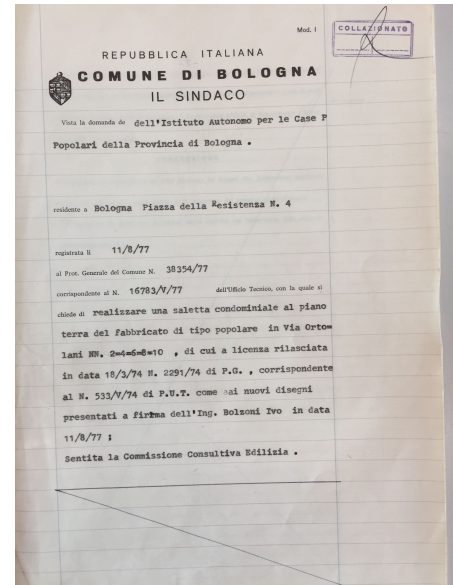 Mod. 1
COLLAZIONATO
REPUBBLICA ITALIANA
COMUNE DI BOLOGNA
IL SINDACO
Vista la domanda de dell'Istituto Autonomo per le Case P
Popolari della Provincia di Bologna .
residente a Bologna Piazza della Resistenza N. 4
registrata li 11/8/77
al Prot. Generale del Comune N. 38354/77
corrispondente al N. 16783/V/77 dell'Ufficio Tecnico, con la quale si
chiede di realizzare una saletta condominiale al piano
terra del fabbricato di tipo popolare in Via Orto=
lani NN. 2=4=6=8=10 , di cui a licenza rilasciata
in data 18/3/74 N. 2291/74 di P.G. , corrispondente
al N. 533/V/74 di P.U.T. come dai nuovi disegni
presentati a firma dell'Ing. Bolzoni Ivo in data
11/8/77 ;
Sentita la Commissione Consultiva Edilizia .